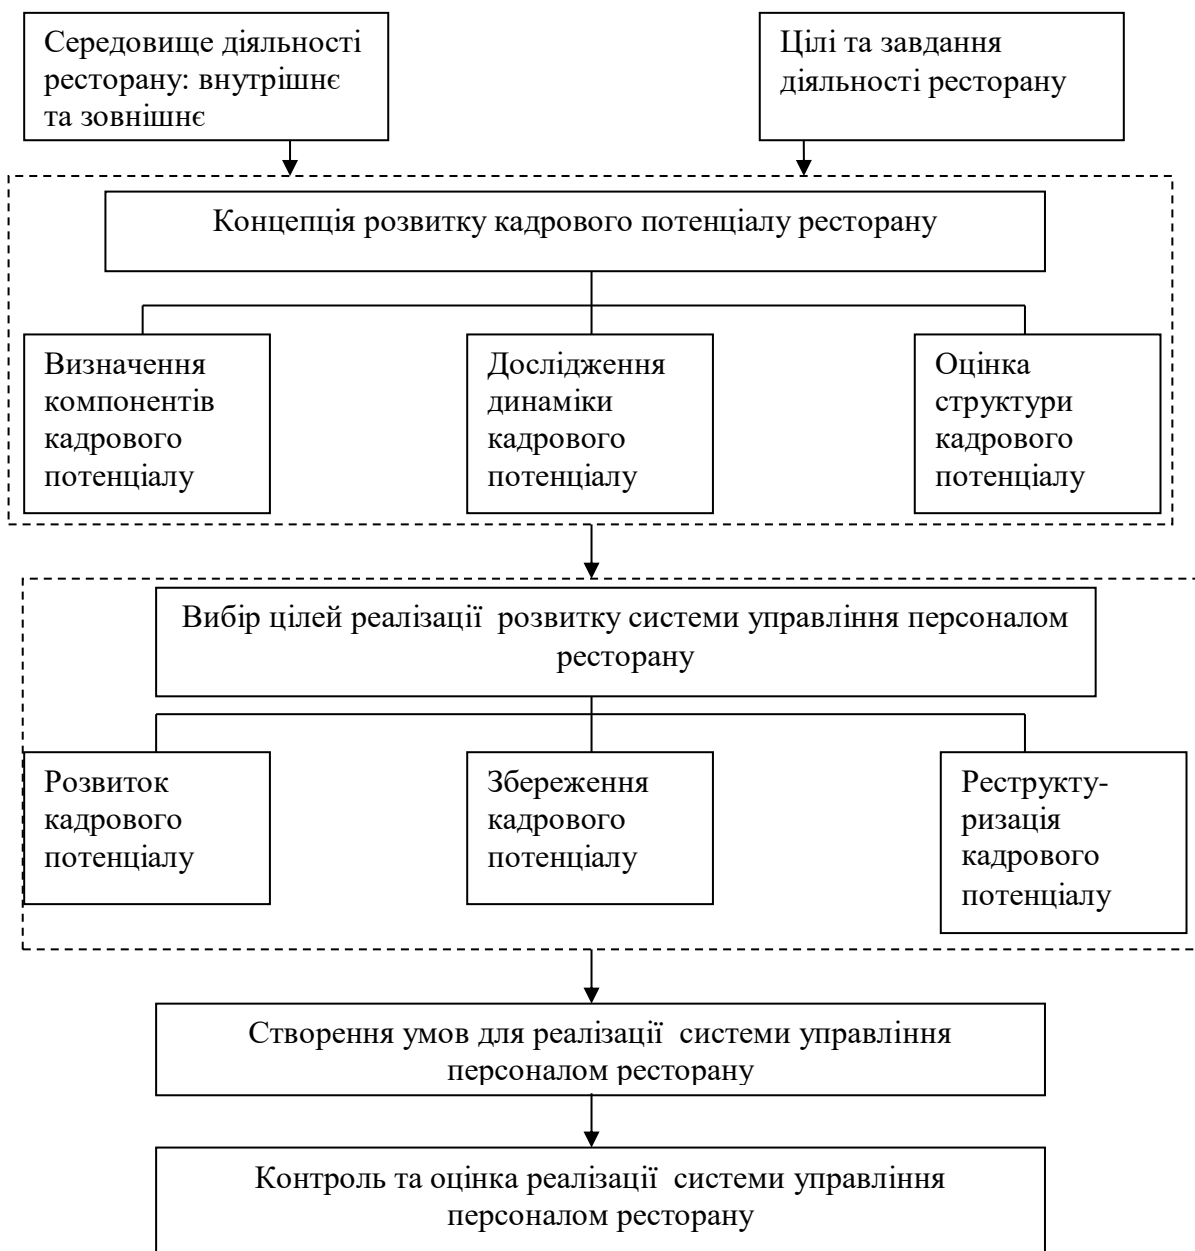 Середовище діяльності
ресторану: внутрішнє
та зовнішнє
Цілі та завдання
діяльності ресторану
Концепція розвитку кадрового потенціалу ресторану
Визначення
компонентів
кадрового
потенціалу
Дослідження
динаміки
кадрового
потенціалу
Оцінка
структури
кадрового
потенціалу
Вибір цілей реалізації  розвитку системи управління персоналом
ресторану
Розвиток
кадрового
потенціалу
Збереження
кадрового
потенціалу
Реструкту-
ризація
кадрового
потенціалу
Створення умов для реалізації  системи управління
персоналом ресторану
Контроль та оцінка реалізації  системи управління
персоналом ресторану